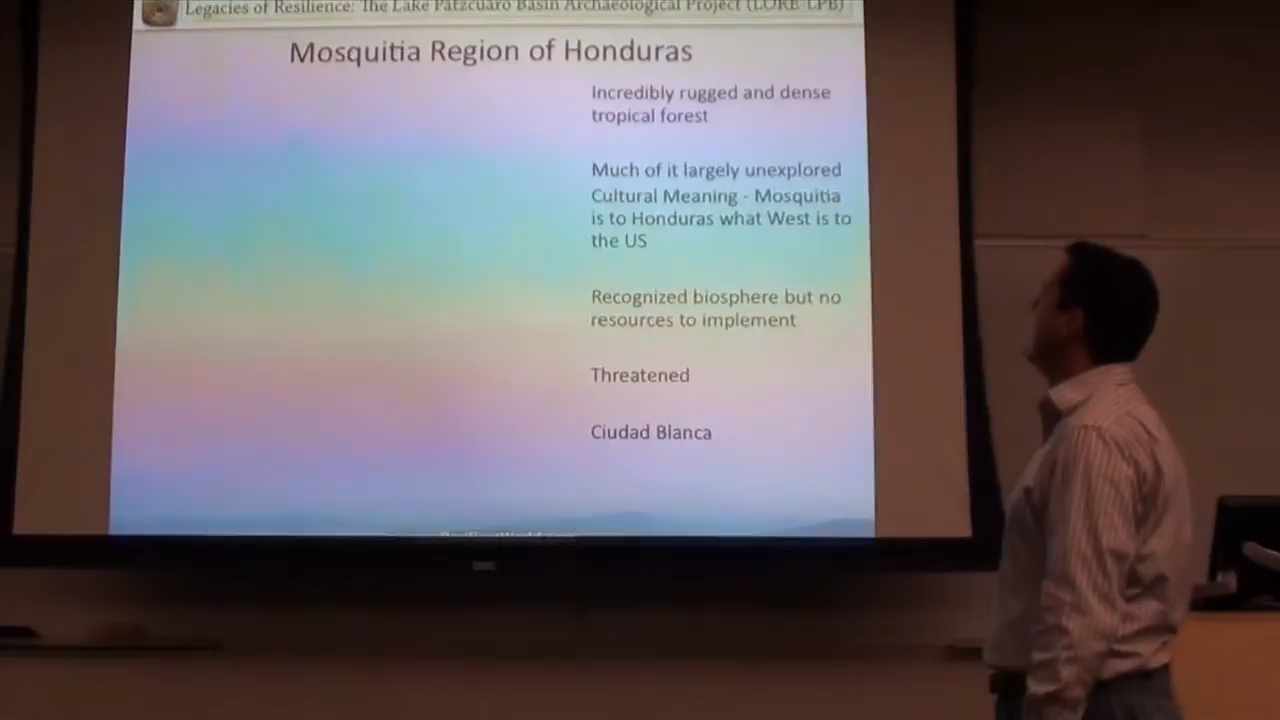 Legacies of Resilience: The Lake Pátzcuaro Basin Archaeological Project (LORE-LPB)
Mosquitia Region of Honduras
Incredibly rugged and dense
tropical forest
Much of it largely unexplored
Cultural Meaning - Mosquitia
is to Honduras what West is to
the US
Recognized biosphere but no
resources to implement
Threatened
Ciudad Blanca